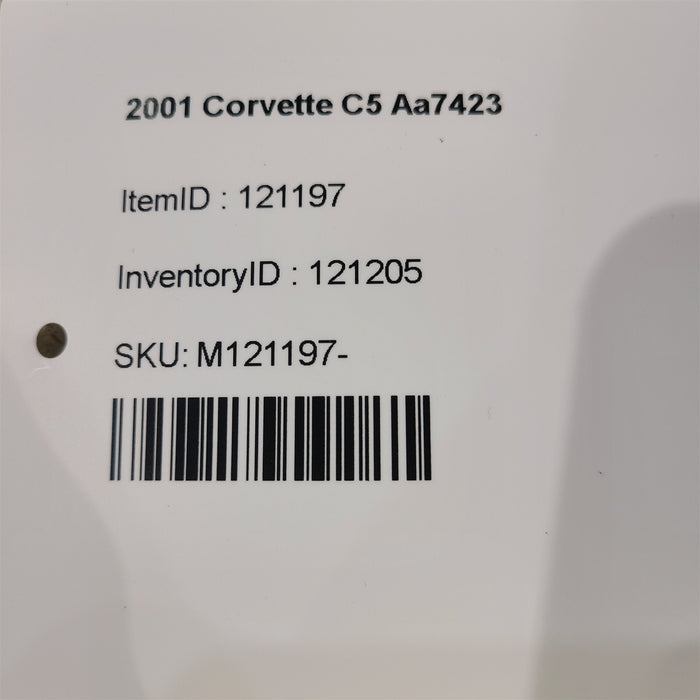 2001 Corvette C5 Aa7423
ItemID : 121197
InventoryID : 121205
SKU: M121197-